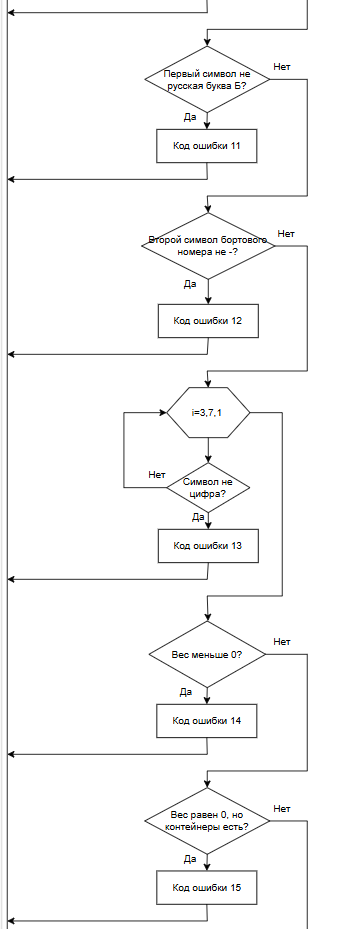 Первый символ не
русская буква Б?
Нет
Да
Код ошибки 11
Второй символ бортового
номера не -?
Нет
Да
Код ошибки 12
i=3,7,1
Символ не
цифра?
Нет
Да
Код ошибки 13
Вес меньше 0?
Нет
Да
Код ошибки 14
Вес равен 0, но
контейнеры есть?
Нет
Да
Код ошибки 15